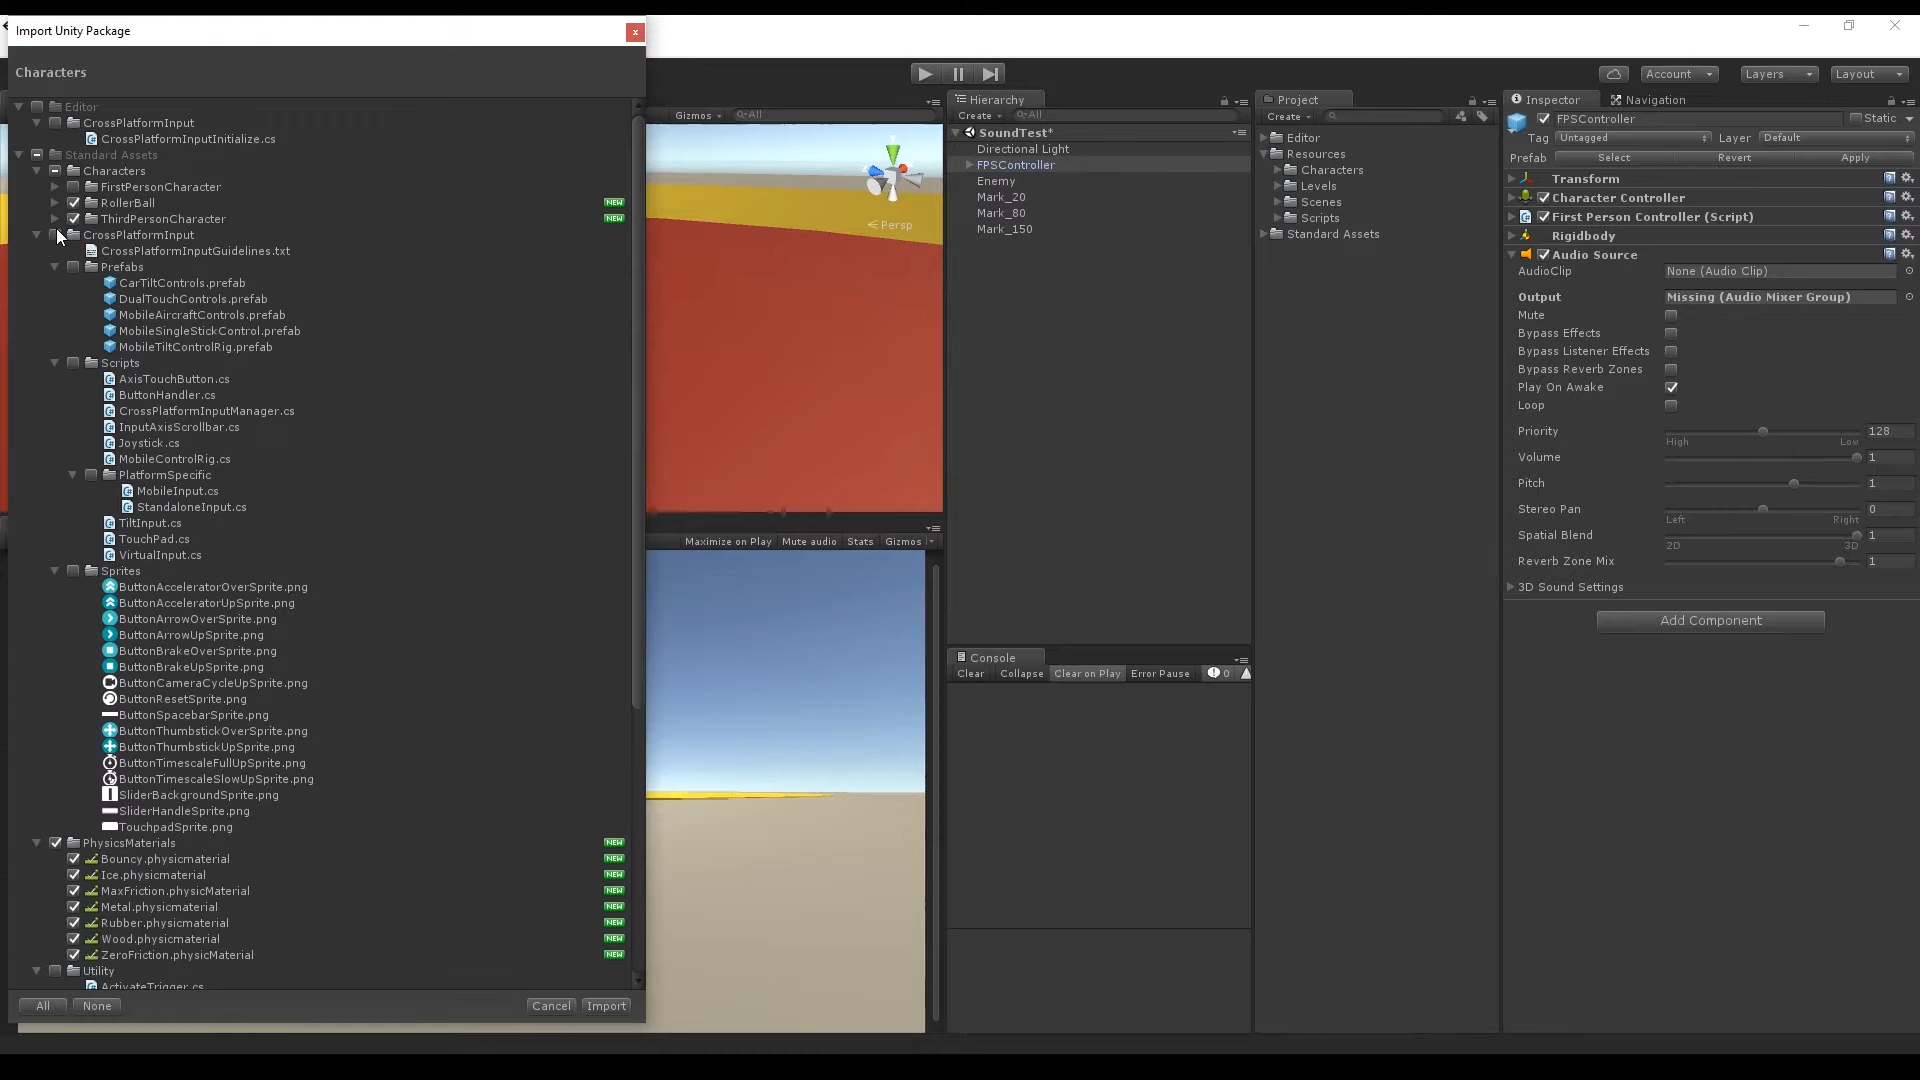 Import Unity Package
x
Characters
Editor
CrossPlatformInput
CrossPlatformInputInitialize.cs
Standard Assets
Characters
FirstPersonCharacter
RollerBall NEW
ThirdPersonCharacter NEW
CrossPlatformInput
CrossPlatformInputGuidelines.txt
Prefabs
CarTiltControls.prefab
DualTouchControls.prefab
MobileAircraftControls.prefab
MobileSingleStickControl.prefab
MobileTiltControlRig.prefab
Scripts
AxisTouchButton.cs
ButtonHandler.cs
CrossPlatformInputManager.cs
InputAxisScrollbar.cs
Joystick.cs
MobileControlRig.cs
PlatformSpecific
MobileInput.cs
StandaloneInput.cs
TiltInput.cs
TouchPad.cs
VirtualInput.cs
Sprites
ButtonAcceleratorOverSprite.png
ButtonAcceleratorUpSprite.png
ButtonArrowOverSprite.png
ButtonArrowUpSprite.png
ButtonBrakeOverSprite.png
ButtonBrakeUpSprite.png
ButtonCameraCycleUpSprite.png
ButtonResetSprite.png
ButtonSpacebarSprite.png
ButtonThumbstickOverSprite.png
ButtonThumbstickUpSprite.png
ButtonTimescaleFullUpSprite.png
ButtonTimescaleSlowUpSprite.png
SliderBackgroundSprite.png
SliderHandleSprite.png
TouchpadSprite.png
PhysicsMaterials NEW
Bouncy.physicmaterial NEW
Ice.physicmaterial NEW
MaxFriction.physicMaterial NEW
Metal.physicmaterial NEW
Rubber.physicmaterial NEW
Wood.physicmaterial NEW
ZeroFriction.physicMaterial NEW
Utility
ActivateTrigger.cs
All None Cancel Import
Account Layers Layout
Gizmos All
Persp
Maximize on Play Mute audio Stats Gizmos
Hierarchy
Create All
SoundTest*
Directional Light
FPSController
Enemy
Mark_20
Mark_80
Mark_150
Console
Clear Collapse Clear on Play Error Pause 0
Project
Create
Editor
Resources
Characters
Levels
Scenes
Scripts
Standard Assets
Inspector Navigation
FPSController Static
Tag Untagged Layer Default
Prefab Select Revert Apply
Transform
Character Controller
First Person Controller (Script)
Rigidbody
Audio Source
AudioClip None (Audio Clip)
Output Missing (Audio Mixer Group)
Mute
Bypass Effects
Bypass Listener Effects
Bypass Reverb Zones
Play On Awake
Loop
Priority 128
High Low
Volume 1
Pitch 1
Stereo Pan 0
Left Right
Spatial Blend 1
2D 3D
Reverb Zone Mix 1
3D Sound Settings
Add Component